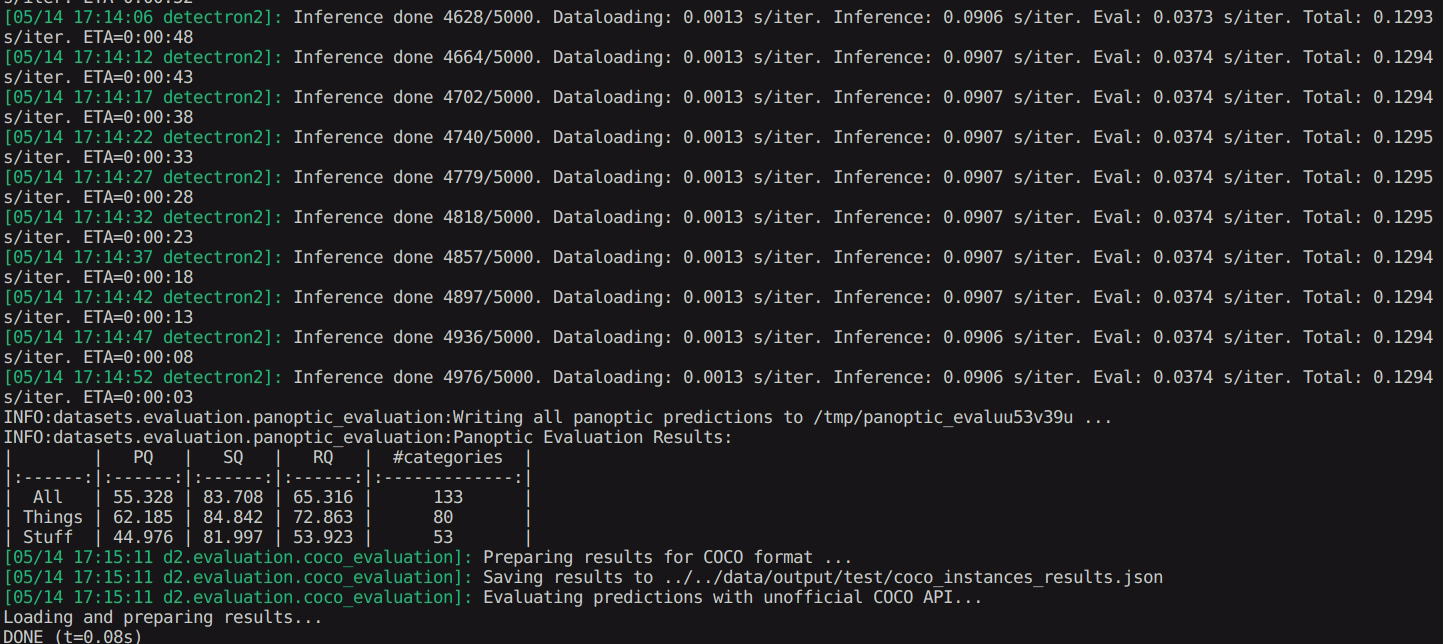 s/iter. ETA=0:00:52
[05/14 17:14:06 detectron2]: Inference done 4628/5000. Dataloading: 0.0013 s/iter. Inference: 0.0906 s/iter. Eval: 0.0373 s/iter. Total: 0.1293
s/iter. ETA=0:00:48
[05/14 17:14:12 detectron2]: Inference done 4664/5000. Dataloading: 0.0013 s/iter. Inference: 0.0907 s/iter. Eval: 0.0374 s/iter. Total: 0.1294
s/iter. ETA=0:00:43
[05/14 17:14:17 detectron2]: Inference done 4702/5000. Dataloading: 0.0013 s/iter. Inference: 0.0907 s/iter. Eval: 0.0374 s/iter. Total: 0.1294
s/iter. ETA=0:00:38
[05/14 17:14:22 detectron2]: Inference done 4740/5000. Dataloading: 0.0013 s/iter. Inference: 0.0907 s/iter. Eval: 0.0374 s/iter. Total: 0.1295
s/iter. ETA=0:00:33
[05/14 17:14:27 detectron2]: Inference done 4779/5000. Dataloading: 0.0013 s/iter. Inference: 0.0907 s/iter. Eval: 0.0374 s/iter. Total: 0.1295
s/iter. ETA=0:00:28
[05/14 17:14:32 detectron2]: Inference done 4818/5000. Dataloading: 0.0013 s/iter. Inference: 0.0907 s/iter. Eval: 0.0374 s/iter. Total: 0.1295
s/iter. ETA=0:00:23
[05/14 17:14:37 detectron2]: Inference done 4857/5000. Dataloading: 0.0013 s/iter. Inference: 0.0907 s/iter. Eval: 0.0374 s/iter. Total: 0.1294
s/iter. ETA=0:00:18
[05/14 17:14:42 detectron2]: Inference done 4897/5000. Dataloading: 0.0013 s/iter. Inference: 0.0907 s/iter. Eval: 0.0374 s/iter. Total: 0.1294
s/iter. ETA=0:00:13
[05/14 17:14:47 detectron2]: Inference done 4936/5000. Dataloading: 0.0013 s/iter. Inference: 0.0906 s/iter. Eval: 0.0374 s/iter. Total: 0.1294
s/iter. ETA=0:00:08
[05/14 17:14:52 detectron2]: Inference done 4976/5000. Dataloading: 0.0013 s/iter. Inference: 0.0906 s/iter. Eval: 0.0374 s/iter. Total: 0.1294
s/iter. ETA=0:00:03
INFO:datasets.evaluation.panoptic_evaluation:Writing all panoptic predictions to /tmp/panoptic_evaluu53v39u ...
INFO:datasets.evaluation.panoptic_evaluation:Panoptic Evaluation Results:
|        |   PQ   |   SQ   |   RQ   |  #categories  |
|:------:|:------:|:------:|:------:|:-------------:|
|  All   | 55.328 | 83.708 | 65.316 |      133      |
| Things | 62.185 | 84.842 | 72.863 |      80       |
| Stuff  | 44.976 | 81.997 | 53.923 |      53       |
[05/14 17:15:11 d2.evaluation.coco_evaluation]: Preparing results for COCO format ...
[05/14 17:15:11 d2.evaluation.coco_evaluation]: Saving results to ../../data/output/test/coco_instances_results.json
[05/14 17:15:11 d2.evaluation.coco_evaluation]: Evaluating predictions with unofficial COCO API...
Loading and preparing results...
DONE (t=0.08s)